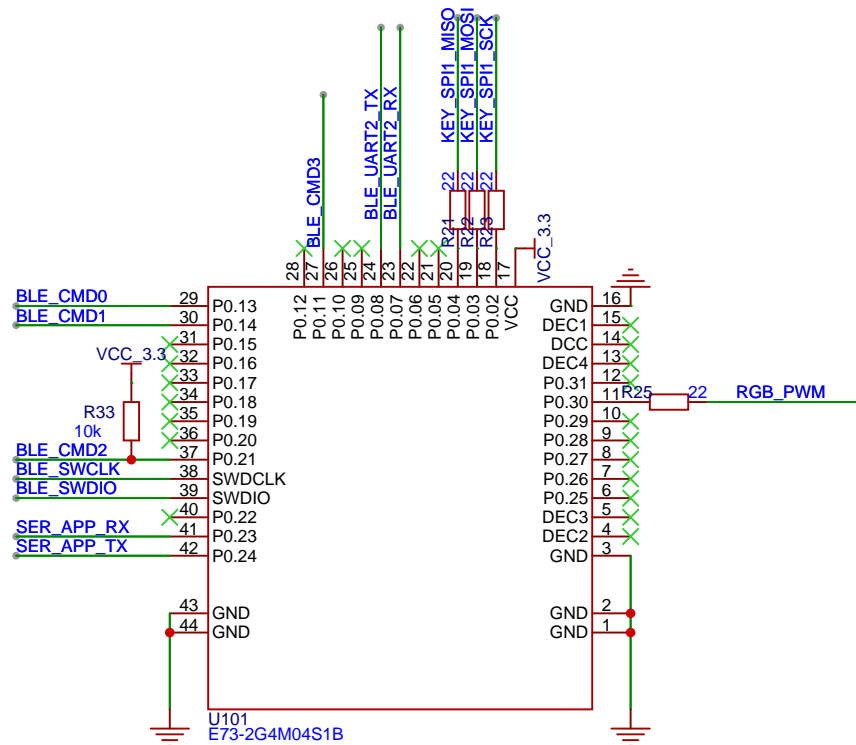 KEY_SPI1_MISO
KEY_SPI1_MOSI
KEY_SPI1_SCK
BLE_UART2_TX
BLE_UART2_RX
BLE_CMD3
22
22
22
R21
R22
R23
VCC_3.3
28
27
26
25
24
23
22
21
20
19
18
17
P0.12
P0.11
P0.10
P0.09
P0.08
P0.07
P0.06
P0.05
P0.04
P0.03
P0.02
VCC
BLE_CMD0 29 P0.13
BLE_CMD1 30 P0.14
31 P0.15
VCC_3.3 32 P0.16
33 P0.17
34 P0.18
R33 35 P0.19
10k 36 P0.20
BLE_CMD2 37 P0.21
BLE_SWCLK 38 SWDCLK
BLE_SWDIO 39 SWDIO
40 P0.22
SER_APP_RX 41 P0.23
SER_APP_TX 42 P0.24
43 GND
44 GND
GND 16
DEC1 15
DCC 14
DEC4 13
P0.31 12
P0.30 11 R25 22 RGB_PWM
P0.29 10
P0.28 9
P0.27 8
P0.26 7
P0.25 6
DEC3 5
DEC2 4
GND 3
GND 2
GND 1
U101
E73-2G4M04S1B